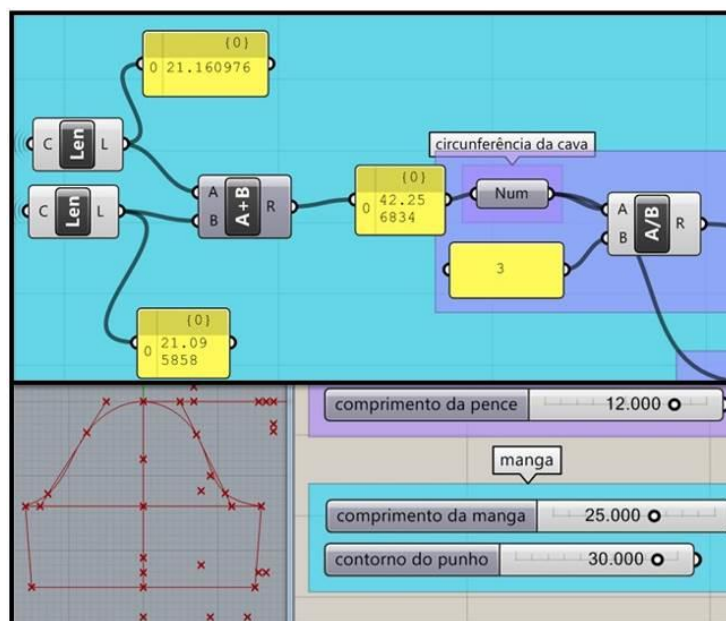 {0}
0 21.160976
C Len L
C Len L
A
B
A+B
R
{0}
0 42.25
6834
circunferência da cava
Num
3
A
B
A/B
R
{0}
0 21.09
5858
comprimento da pence 12.000
manga
comprimento da manga 25.000
contorno do punho 30.000